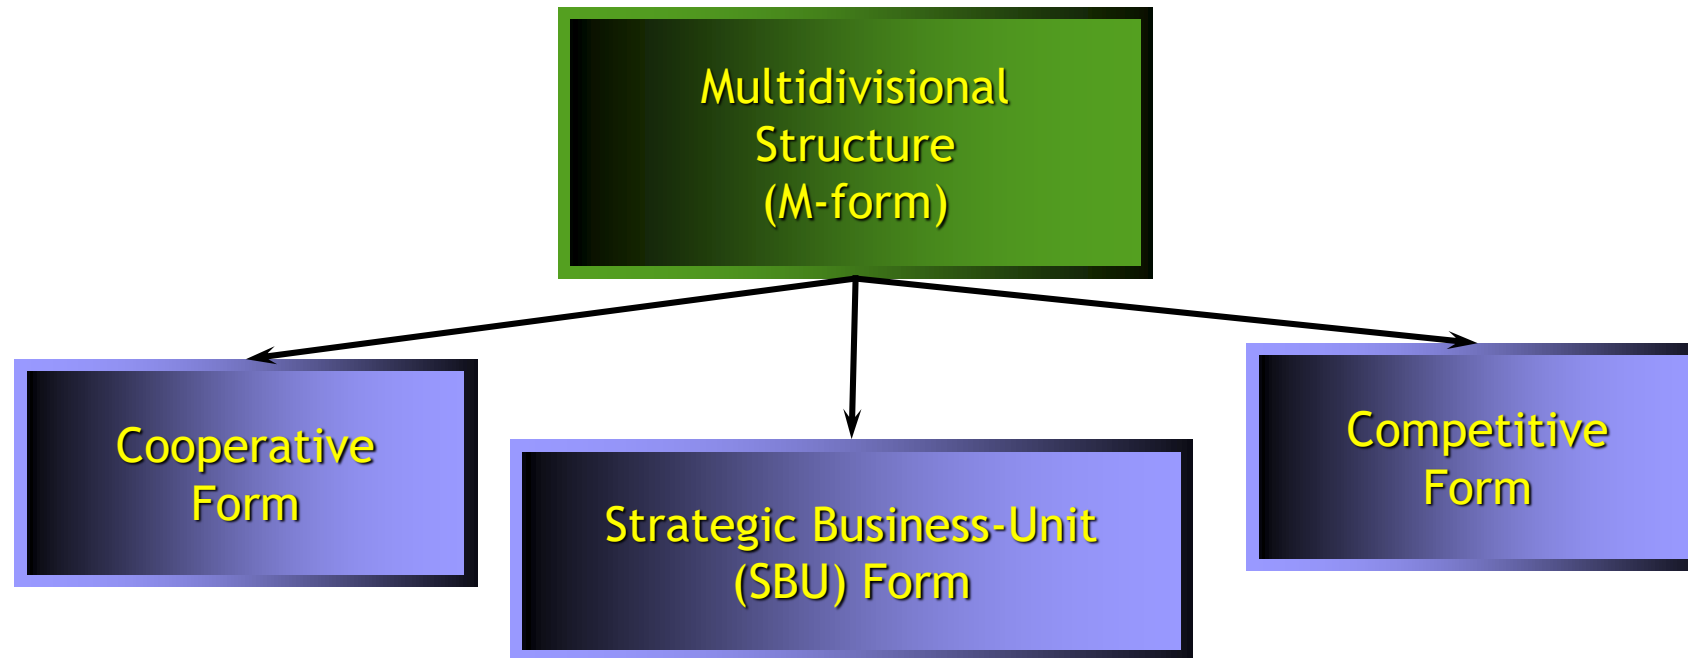 Multidivisional
Structure
(M-form)
Cooperative
Form
Strategic Business-Unit
(SBU) Form
Competitive
Form